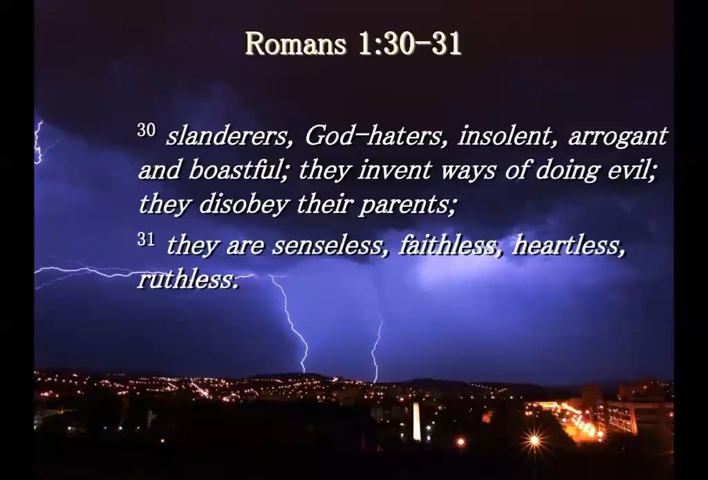 Romans 1:30-31
30 slanderers, God-haters, insolent, arrogant
and boastful; they invent ways of doing evil;
they disobey their parents;
31 they are senseless, faithless, heartless,
ruthless.